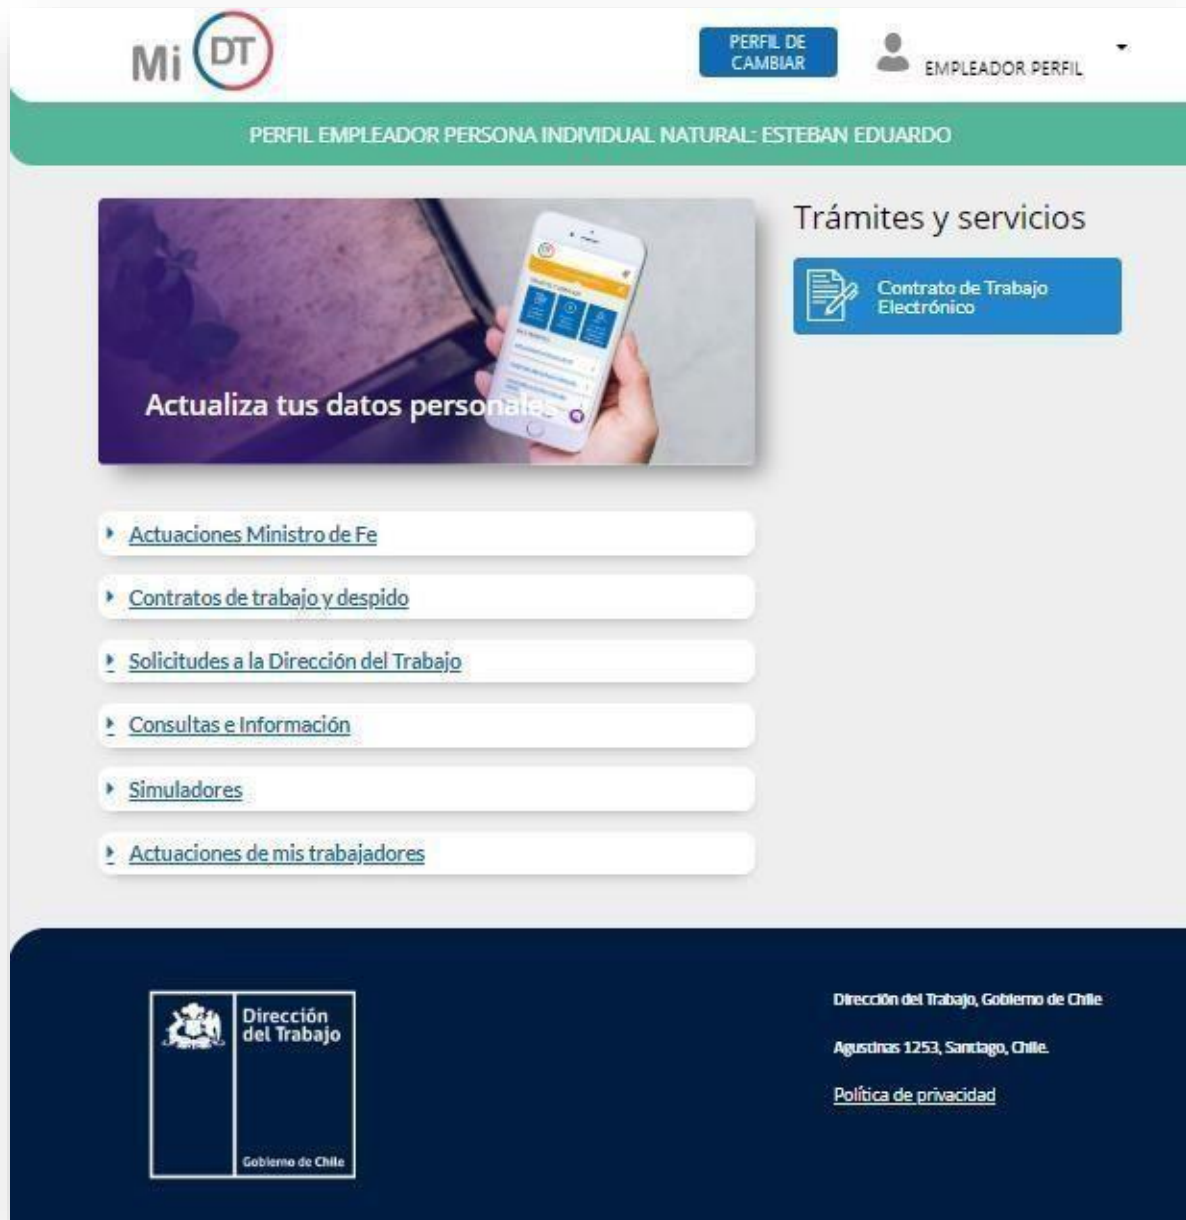 Mi DT
PERFIL DE
CAMBIAR
EMPLEADOR PERFIL
PERFIL EMPLEADOR PERSONA INDIVIDUAL NATURAL: ESTEBAN EDUARDO
Actualiza tus datos personales
Trámites y servicios
Contrato de Trabajo
Electrónico
Actuaciones Ministro de Fe
Contratos de trabajo y despido
Solicitudes a la Dirección del Trabajo
Consultas e Información
Simuladores
Actuaciones de mis trabajadores
Dirección
del Trabajo
Gobierno de Chile
Dirección del Trabajo, Gobierno de Chile
Agustinas 1253, Santiago, Chile.
Política de privacidad